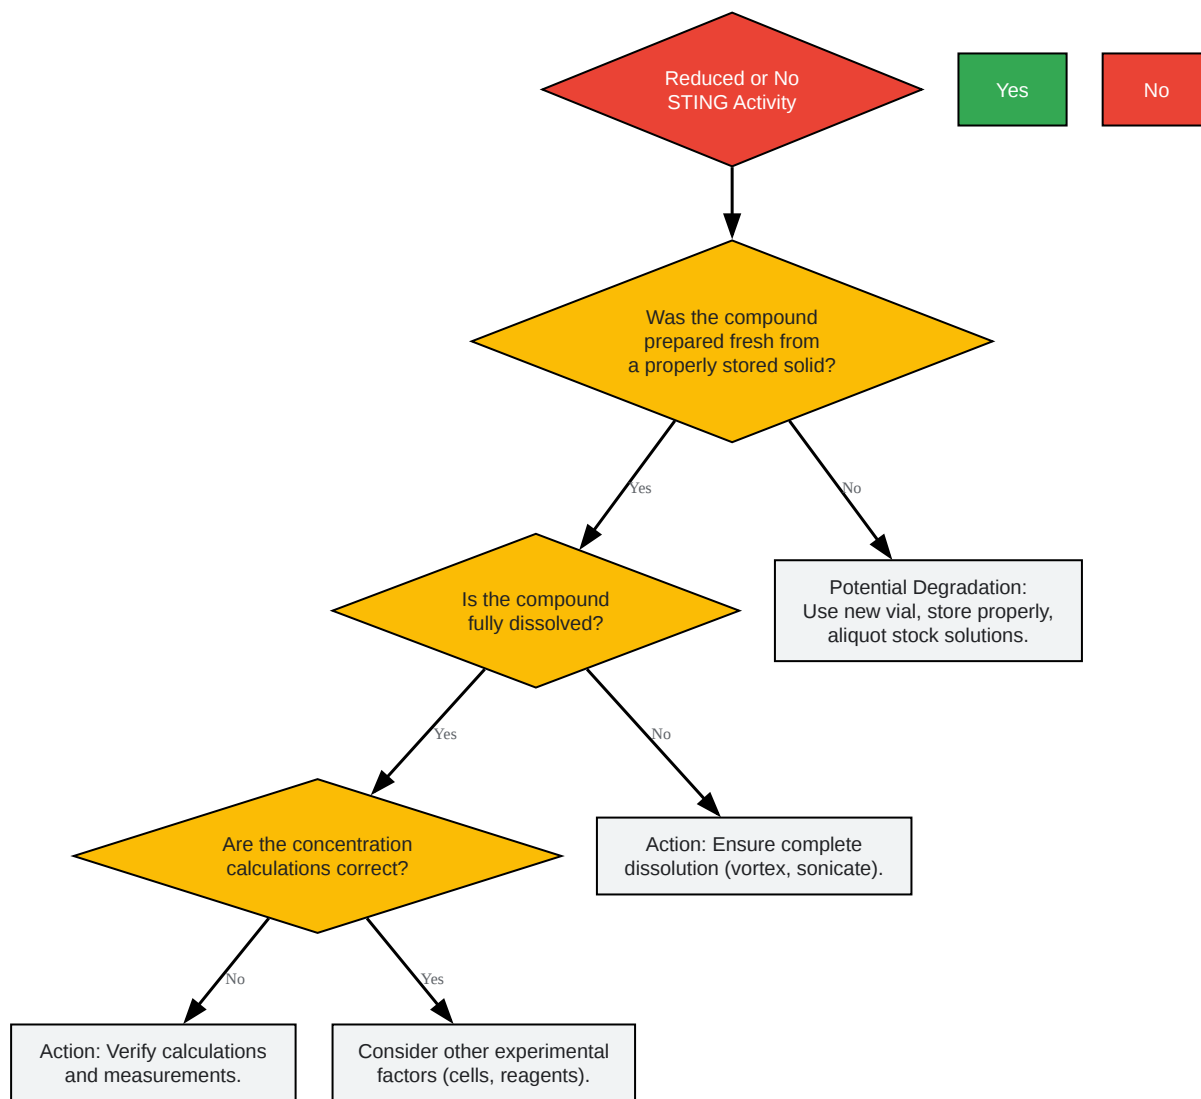 Reduced or No
STING Activity
Yes
No
Was the compound
prepared fresh from
a properly stored solid?
Yes
No
Is the compound
fully dissolved?
Potential Degradation:
Use new vial, store properly,
aliquot stock solutions.
Yes
No
Are the concentration
calculations correct?
Action: Ensure complete
dissolution (vortex, sonicate).
No
Yes
Action: Verify calculations
and measurements.
Consider other experimental
factors (cells, reagents).